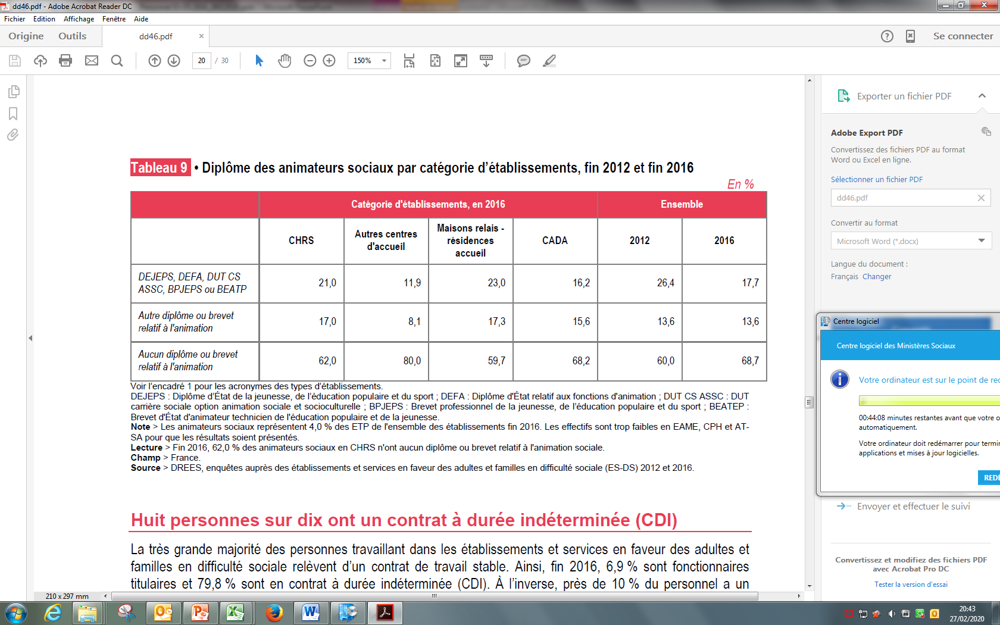 dd46.pdf - Adobe Acrobat Reader DC
Fichier Edition Affichage Fenêtre Aide
Origine Outils dd46.pdf × ? Se connecter
20 / 30 150%
Exporter un fichier PDF
Adobe Export PDF
Convertissez des fichiers PDF au format
Word ou Excel en ligne.
Sélectionner un fichier PDF
dd46.pdf
Convertir au format
Microsoft Word (*.docx)
Langue du document :
Français Changer
Tableau 9 • Diplôme des animateurs sociaux par catégorie d’établissements, fin 2012 et fin 2016
En %
Catégorie d'établissements, en 2016 Ensemble
CHRS Autres centres d'accueil Maisons relais - résidences accueil CADA 2012 2016
DEJEPS, DEFA, DUT CS
ASSC, BPJEPS ou BEATP 21,0 11,9 23,0 16,2 26,4 17,7
Autre diplôme ou brevet
relatif à l'animation 17,0 8,1 17,3 15,6 13,6 13,6
Aucun diplôme ou brevet
relatif à l'animation 62,0 80,0 59,7 68,2 60,0 68,7
Voir l’encadré 1 pour les acronymes des types d’établissements.
DEJEPS : Diplôme d’État de la jeunesse, de l’éducation populaire et du sport ; DEFA : Diplôme d'État relatif aux fonctions d'animation ; DUT CS ASSC : DUT
carrière sociale option animation sociale et socioculturelle ; BPJEPS : Brevet professionnel de la jeunesse, de l’éducation populaire et du sport ; BEATEP :
Brevet d'État d'animateur technicien de l'éducation populaire et de la jeunesse.
Note > Les animateurs sociaux représentent 4,0 % des ETP de l'ensemble des établissements fin 2016. Les effectifs sont trop faibles en EAME, CPH et AT-
SA pour que les résultats soient présentés.
Lecture > Fin 2016, 62,0 % des animateurs sociaux en CHRS n'ont aucun diplôme ou brevet relatif à l'animation sociale.
Champ > France.
Source > DREES, enquêtes auprès des établissements et services en faveur des adultes et familles en difficulté sociale (ES-DS) 2012 et 2016.
Huit personnes sur dix ont un contrat à durée indéterminée (CDI)
La très grande majorité des personnes travaillant dans les établissements et services en faveur des adultes et
familles en difficulté sociale relèvent d’un contrat de travail stable. Ainsi, fin 2016, 6,9 % sont fonctionnaires
titulaires et 79,8 % sont en contrat à durée indéterminée (CDI). À l’inverse, près de 10 % du personnel a un
210 x 297 mm
Centre logiciel
Centre logiciel des Ministères Sociaux
Votre ordinateur est sur le point de rec
00:44:08 minutes restantes avant que votre o
automatiquement.
Votre ordinateur doit redémarrer pour termin
applications et mises à jour logicielles.
REDÉ
Envoyer et effectuer le suivi
Convertissez et modifiez des fichiers PDF
avec Acrobat Pro DC
Tester la version d'essai
20:43
27/02/2020